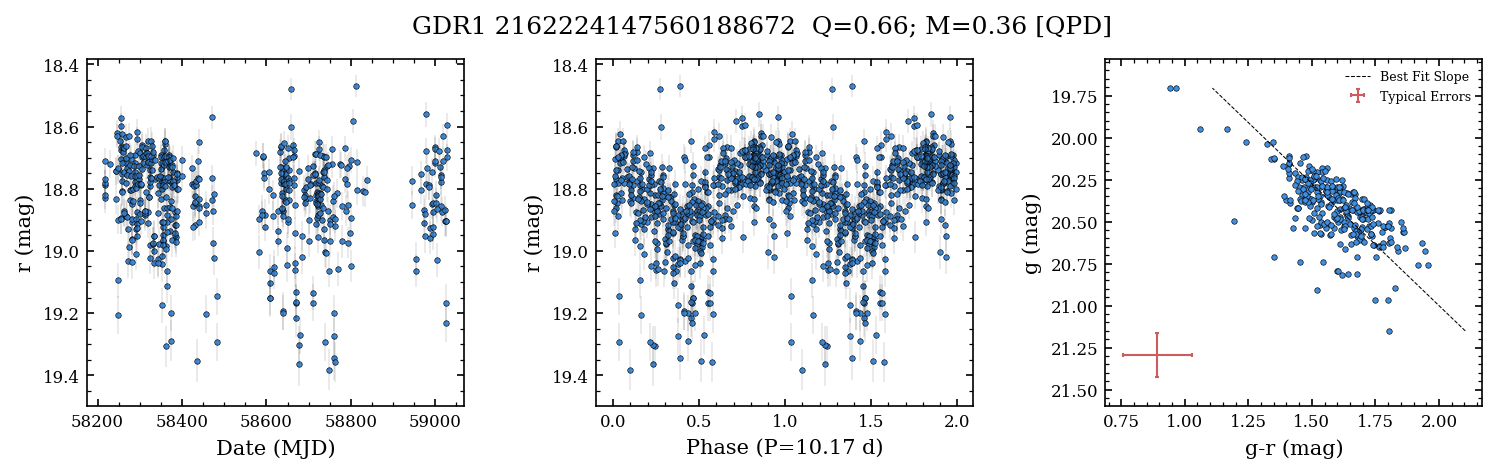 GDR1 2162224147560188672 Q=0.66; M=0.36 [QPD]
18.4
18.6
18.8
19.0
19.2
19.4
r (mag)
58200 58400 58600 58800 59000
Date (MJD)
18.4
18.6
18.8
19.0
19.2
19.4
r (mag)
0.0 0.5 1.0 1.5 2.0
Phase (P=10.17 d)
Best Fit Slope
Typical Errors
19.75
20.00
20.25
20.50
20.75
21.00
21.25
21.50
g (mag)
0.75 1.00 1.25 1.50 1.75 2.00
g-r (mag)